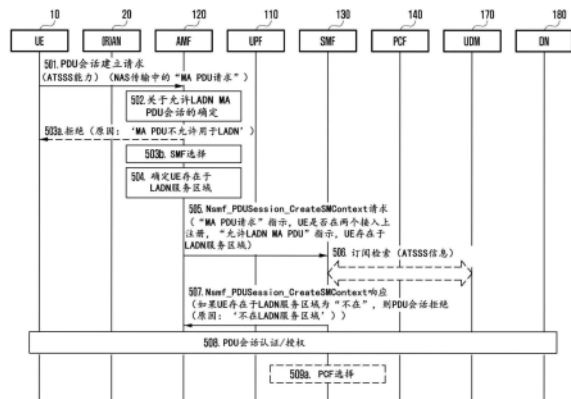 10 20 120 110 130 140 170 180
UE (R)AN AMF UPF SMF PCF UDM DN
501. PDU会话建立请求
(ATSSS能力) (NAS传输中的“MA PDU请求”)
502. 关于允许LADN MA
PDU会话的确定
503a. 拒绝 (原因: ‘MA PDU不允许用于LADN’)
503b. SMF选择
504. 确定UE存在于
LADN服务区域
505. Nsmf_PDUSession_CreateSMContext请求
(“MA PDU请求”指示, UE是否在两个接入上
注册, “允许LADN MA PDU”指示, UE存在于
LADN服务区域)
506. 订阅检索 (ATSSS信息)
507. Nsmf_PDUSession_CreateSMContext响应
(如果UE存在于LADN服务区域为“不在”, 则PDU会话拒绝
(原因: ‘不在LADN服务区域’))
508. PDU会话认证/授权
509a. PCF选择